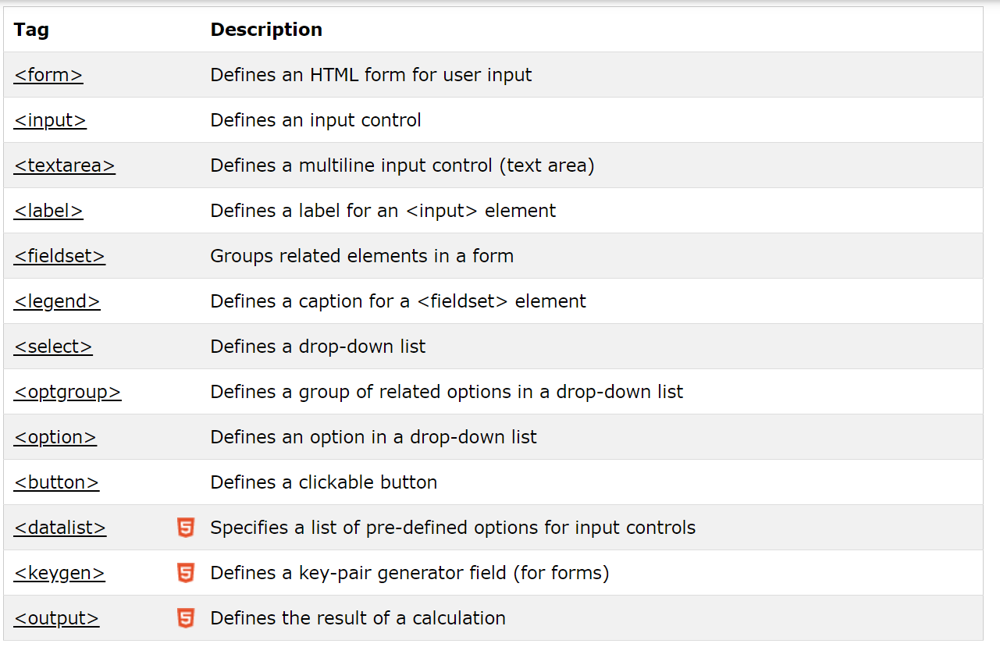 Tag Description
<form> Defines an HTML form for user input
<input> Defines an input control
<textarea> Defines a multiline input control (text area)
<label> Defines a label for an <input> element
<fieldset> Groups related elements in a form
<legend> Defines a caption for a <fieldset> element
<select> Defines a drop-down list
<optgroup> Defines a group of related options in a drop-down list
<option> Defines an option in a drop-down list
<button> Defines a clickable button
<datalist> 5 Specifies a list of pre-defined options for input controls
<keygen> 5 Defines a key-pair generator field (for forms)
<output> 5 Defines the result of a calculation